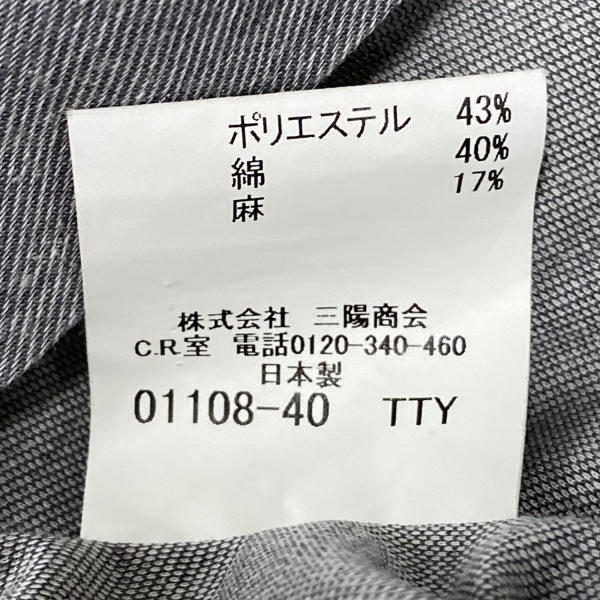 ポリエステル 43%
綿 40%
麻 17%
株式会社 三陽商会
C.R.室 電話0120-340-460
日本製
01108-40 TTY